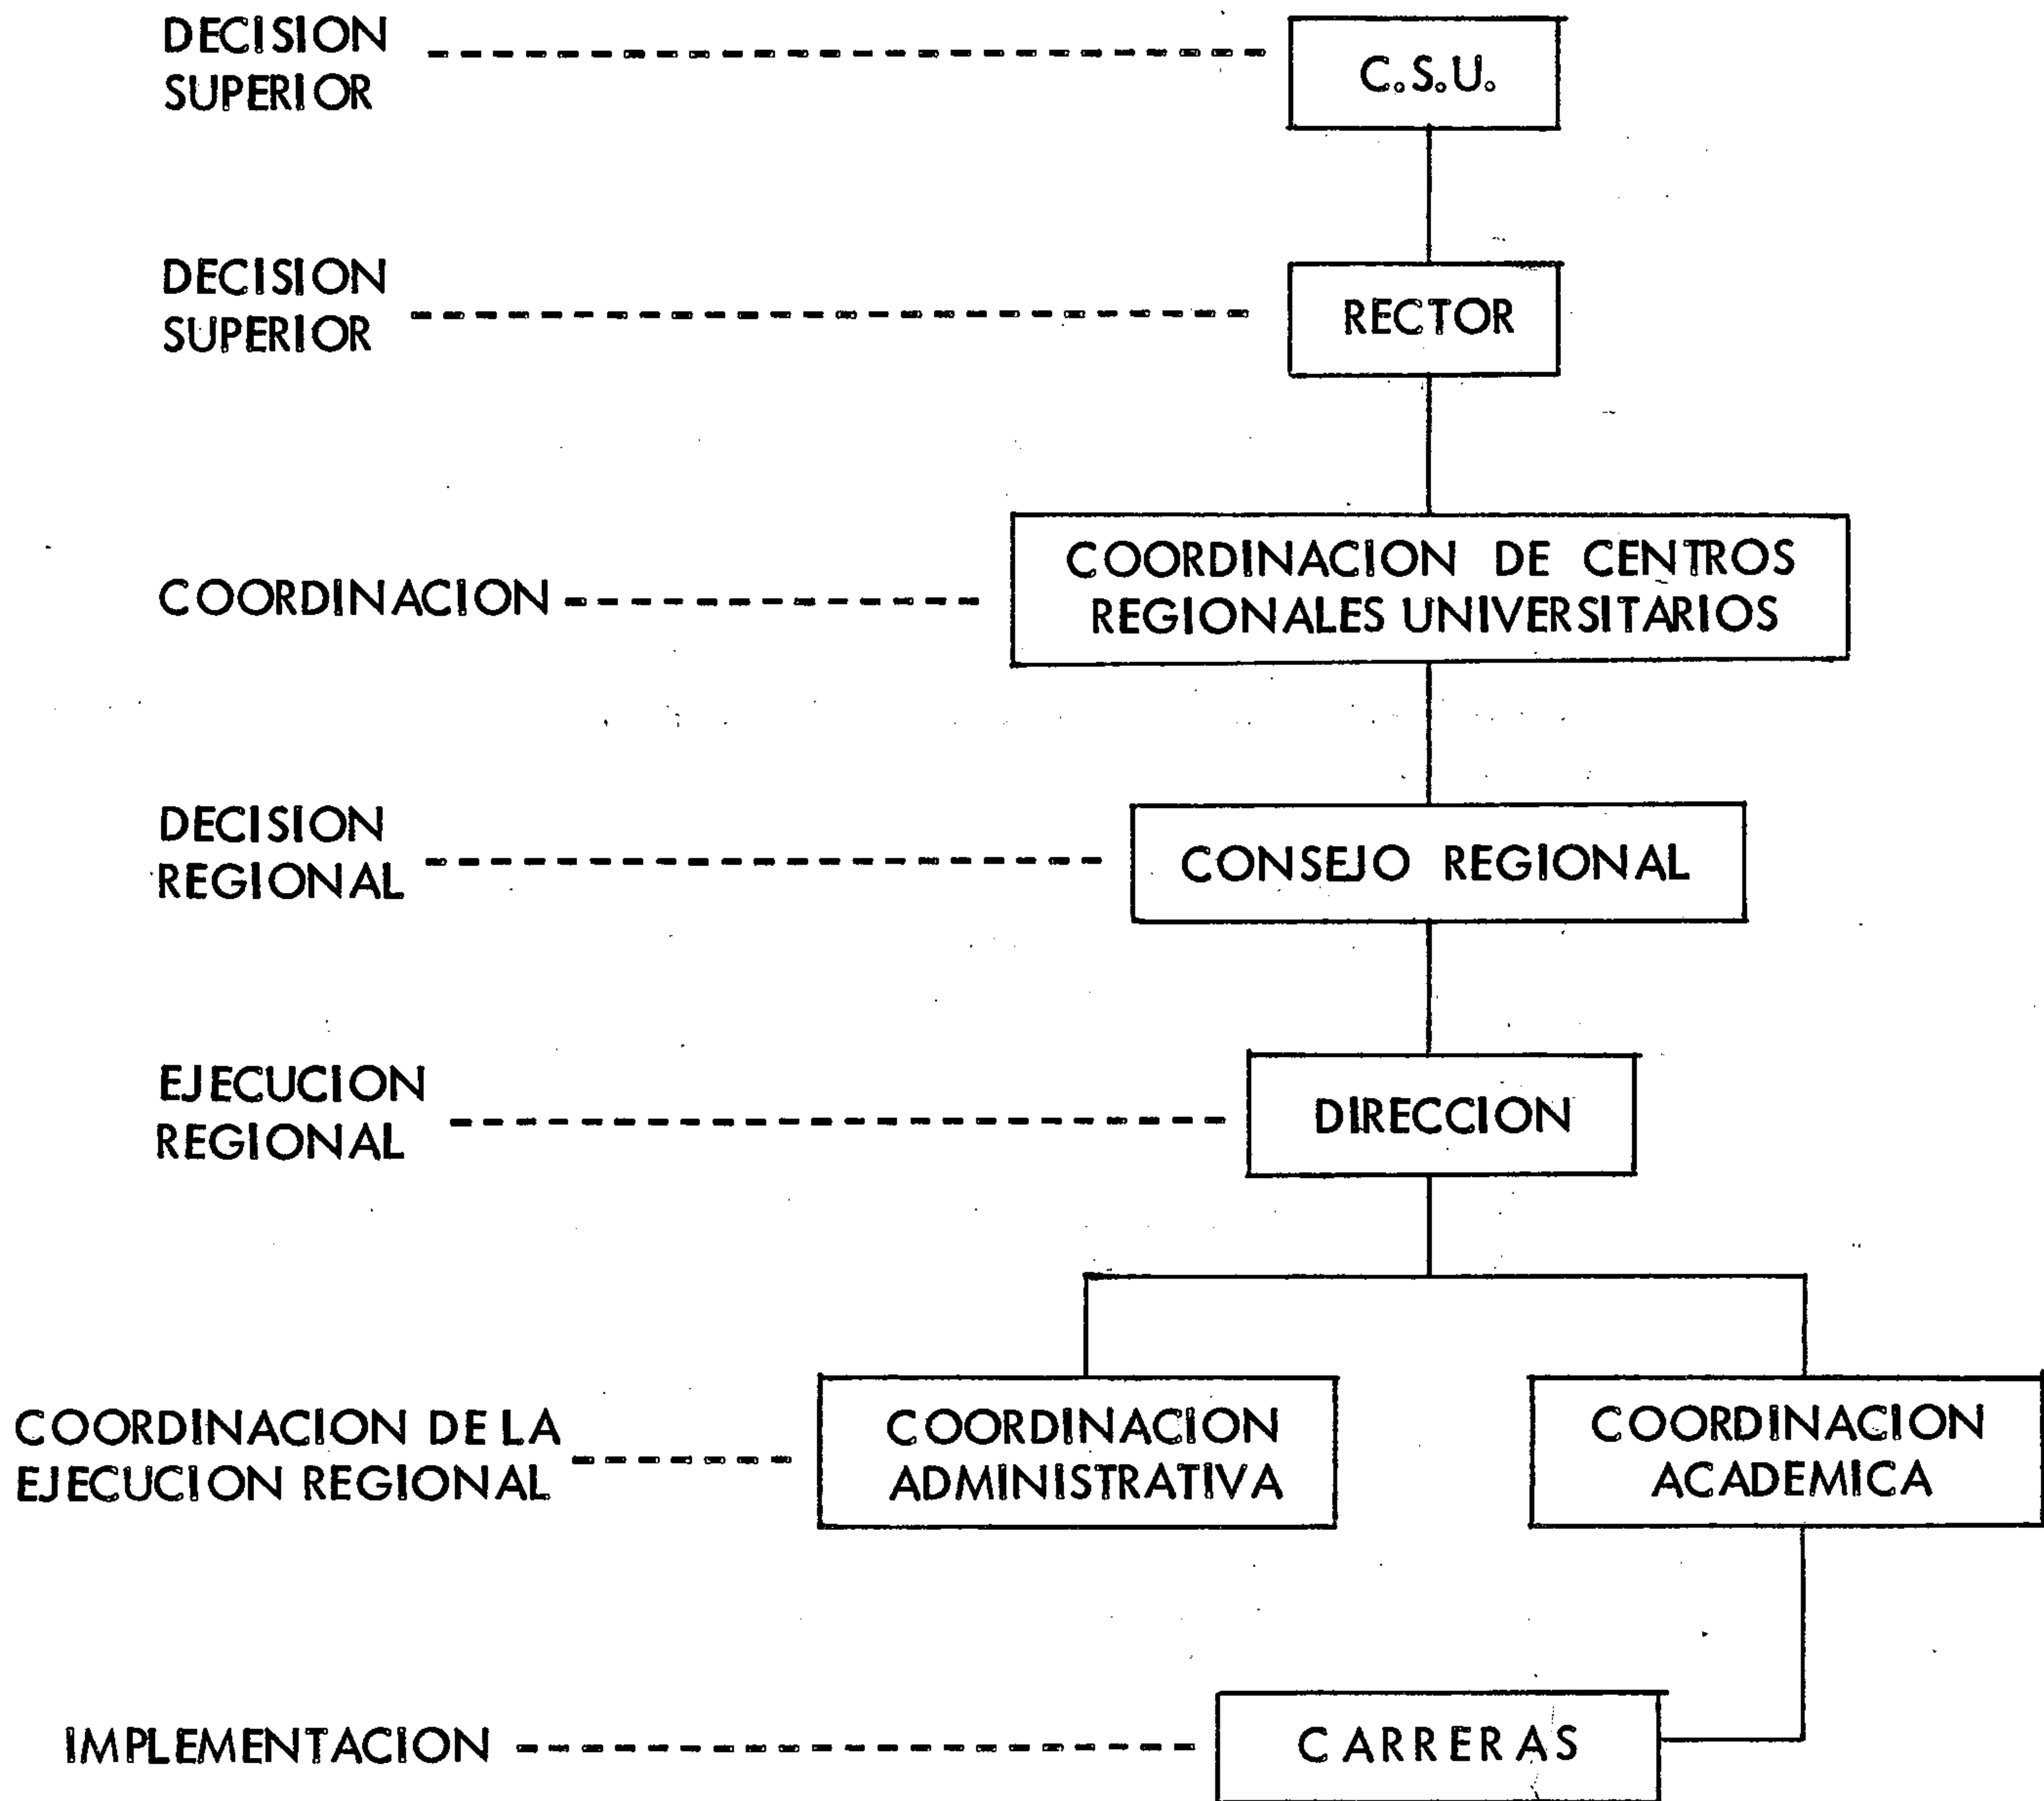 DECISION
SUPERIOR
C.S.U.
DECISION
SUPERIOR
RECTOR
COORDINACION
COORDINACION DE CENTROS
REGIONALES UNIVERSITARIOS
DECISION
REGIONAL
CONSEJO REGIONAL
EJECUCION
REGIONAL
DIRECCION
COORDINACION DE LA
EJECUCION REGIONAL
COORDINACION
ADMINISTRATIVA
COORDINACION
ACADEMICA
IMPLEMENTACION
CARRERAS